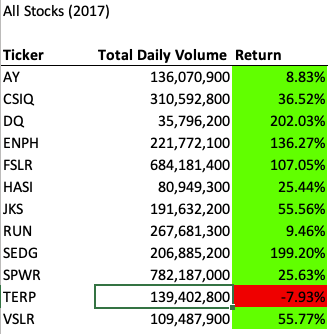 All Stocks (2017)
Ticker Total Daily Volume Return
AY 136,070,900 8.83%
CSIQ 310,592,800 36.52%
DQ 35,796,200 202.03%
ENPH 221,772,100 136.27%
FSLR 684,181,400 107.05%
HASI 80,949,300 25.44%
JKS 191,632,200 55.56%
RUN 267,681,300 9.46%
SEDG 206,885,200 199.20%
SPWR 782,187,000 25.63%
TERP 139,402,800 -7.93%
VSLR 109,487,900 55.77%